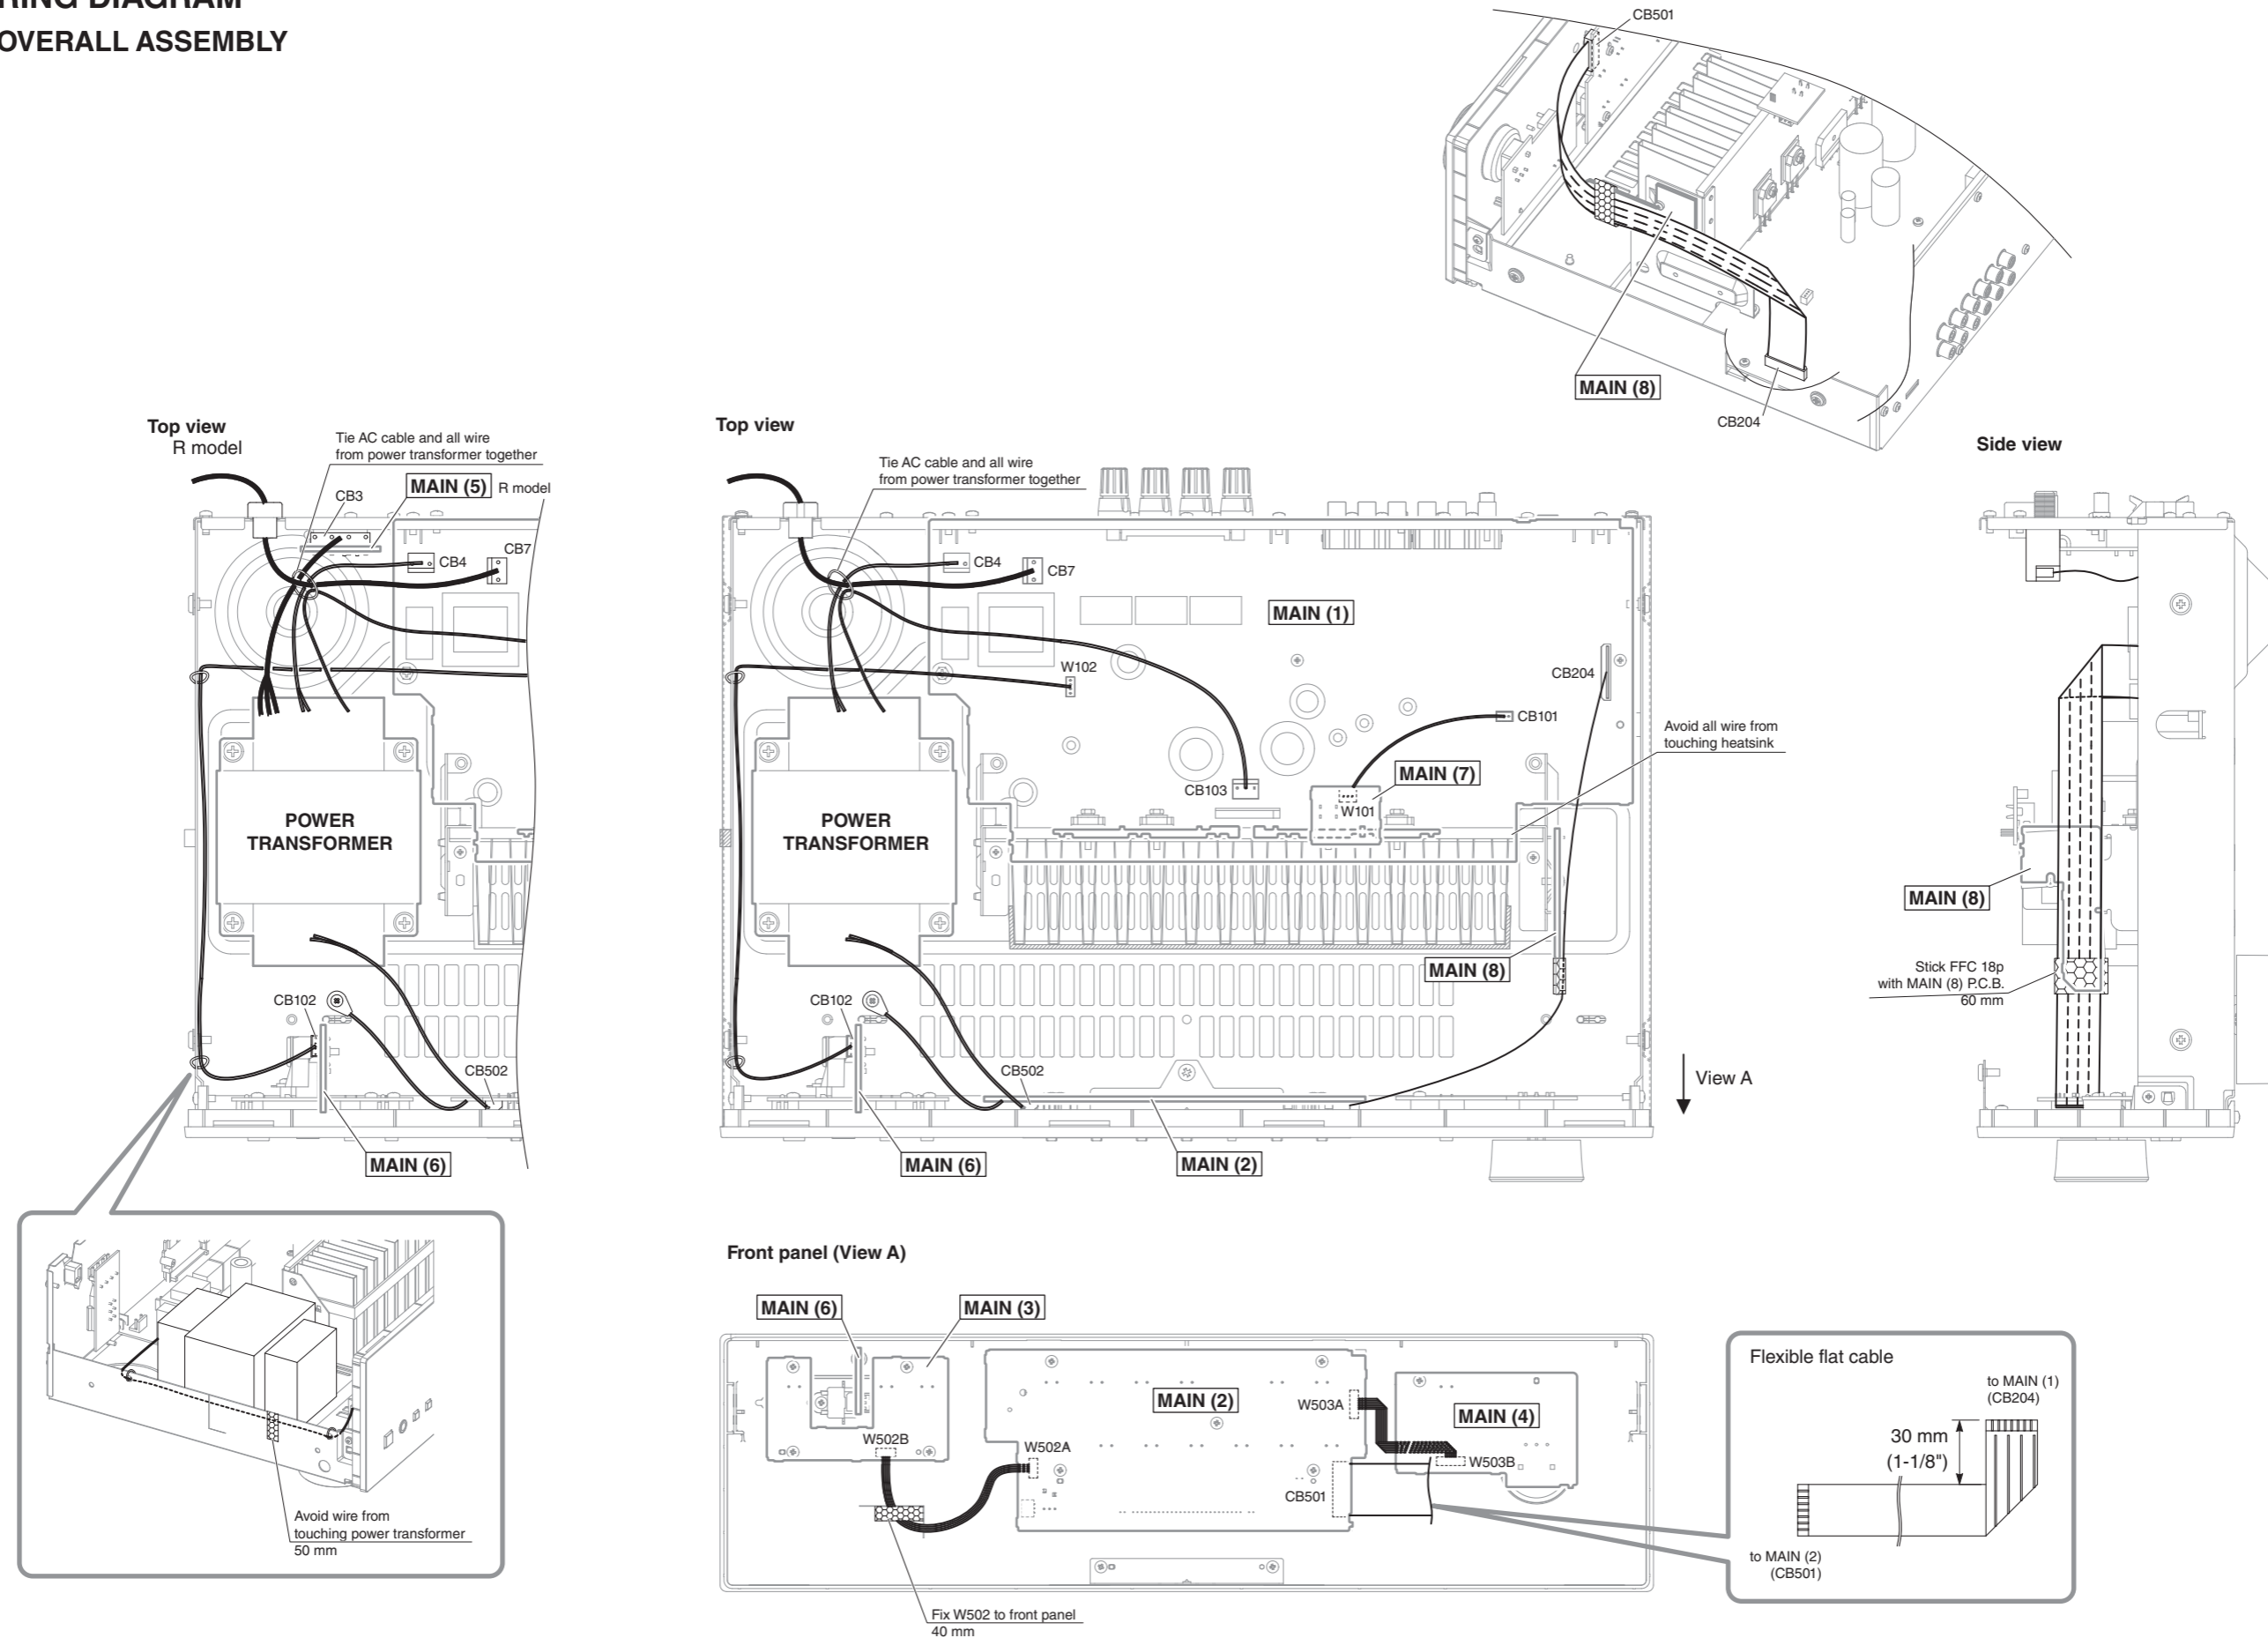 RING DIAGRAM
OVERALL ASSEMBLY
CB501
MAIN (8)
CB204
Top view
R model
Tie AC cable and all wire
from power transformer together
CB3
MAIN (5)
R model
CB4
CB7
POWER
TRANSFORMER
CB102
CB502
MAIN (6)
Avoid wire from
touching power transformer
50 mm
Top view
Tie AC cable and all wire
from power transformer together
CB4
CB7
MAIN (1)
W102
CB204
CB101
Avoid all wire from
touching heatsink
MAIN (7)
CB103
W101
POWER
TRANSFORMER
MAIN (8)
CB102
CB502
View A
MAIN (6)
MAIN (2)
Side view
MAIN (8)
Stick FFC 18p
with MAIN (8) P.C.B.
60 mm
Front panel (View A)
MAIN (6)
MAIN (3)
MAIN (2)
W503A
MAIN (4)
W502B
W502A
W503B
CB501
Fix W502 to front panel
40 mm
Flexible flat cable
to MAIN (1)
(CB204)
30 mm
(1-1/8")
to MAIN (2)
(CB501)